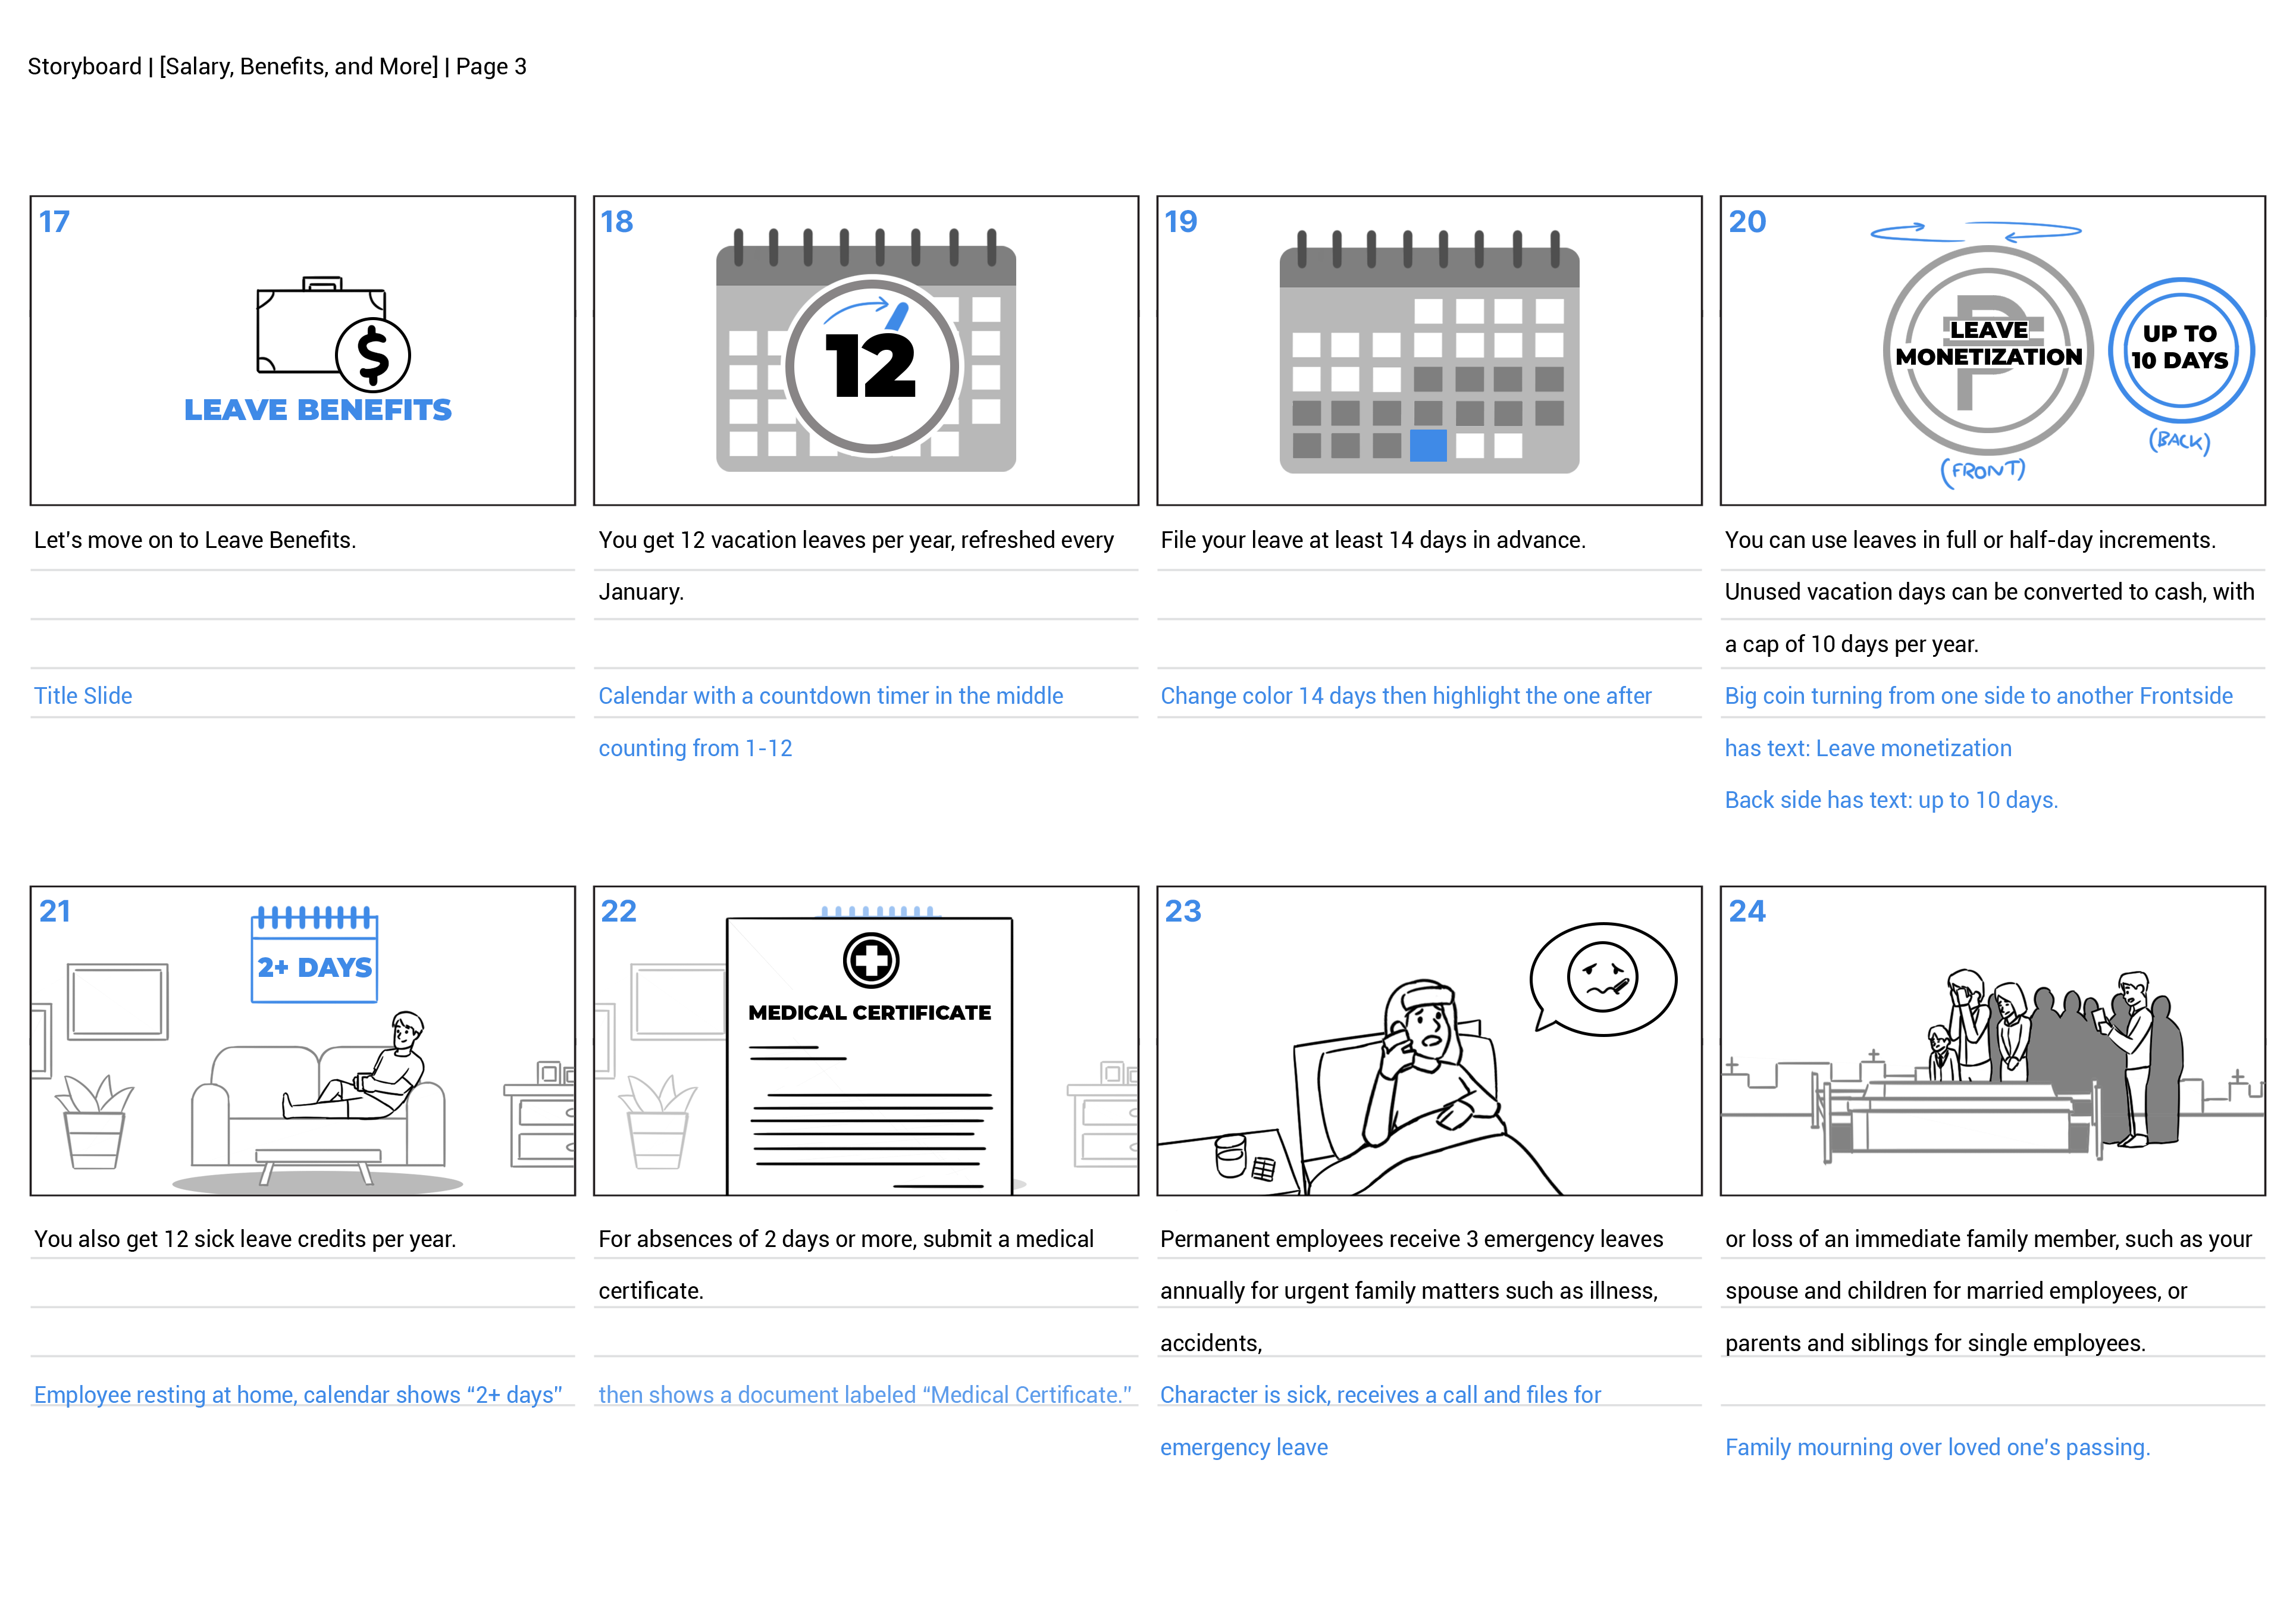 Storyboard | [Salary, Benefits, and More] | Page 3
17
$
LEAVE BENEFITS
Let's move on to Leave Benefits.
Title Slide
18
12
You get 12 vacation leaves per year, refreshed every
January.
Calendar with a countdown timer in the middle
counting from 1-12
19
File your leave at least 14 days in advance.
Change color 14 days then highlight the one after
20
LEAVE
MONETIZATION
(FRONT)
UP TO
10 DAYS
(BACK)
You can use leaves in full or half-day increments.
Unused vacation days can be converted to cash, with
a cap of 10 days per year.
Big coin turning from one side to another Frontside
has text: Leave monetization
Back side has text: up to 10 days.
21
2+ DAYS
You also get 12 sick leave credits per year.
Employee resting at home, calendar shows “2+ days”
22
MEDICAL CERTIFICATE
For absences of 2 days or more, submit a medical
certificate.
then shows a document labeled “Medical Certificate.”
23
Permanent employees receive 3 emergency leaves
annually for urgent family matters such as illness,
accidents,
Character is sick, receives a call and files for
emergency leave
24
or loss of an immediate family member, such as your
spouse and children for married employees, or
parents and siblings for single employees.
Family mourning over loved one's passing.